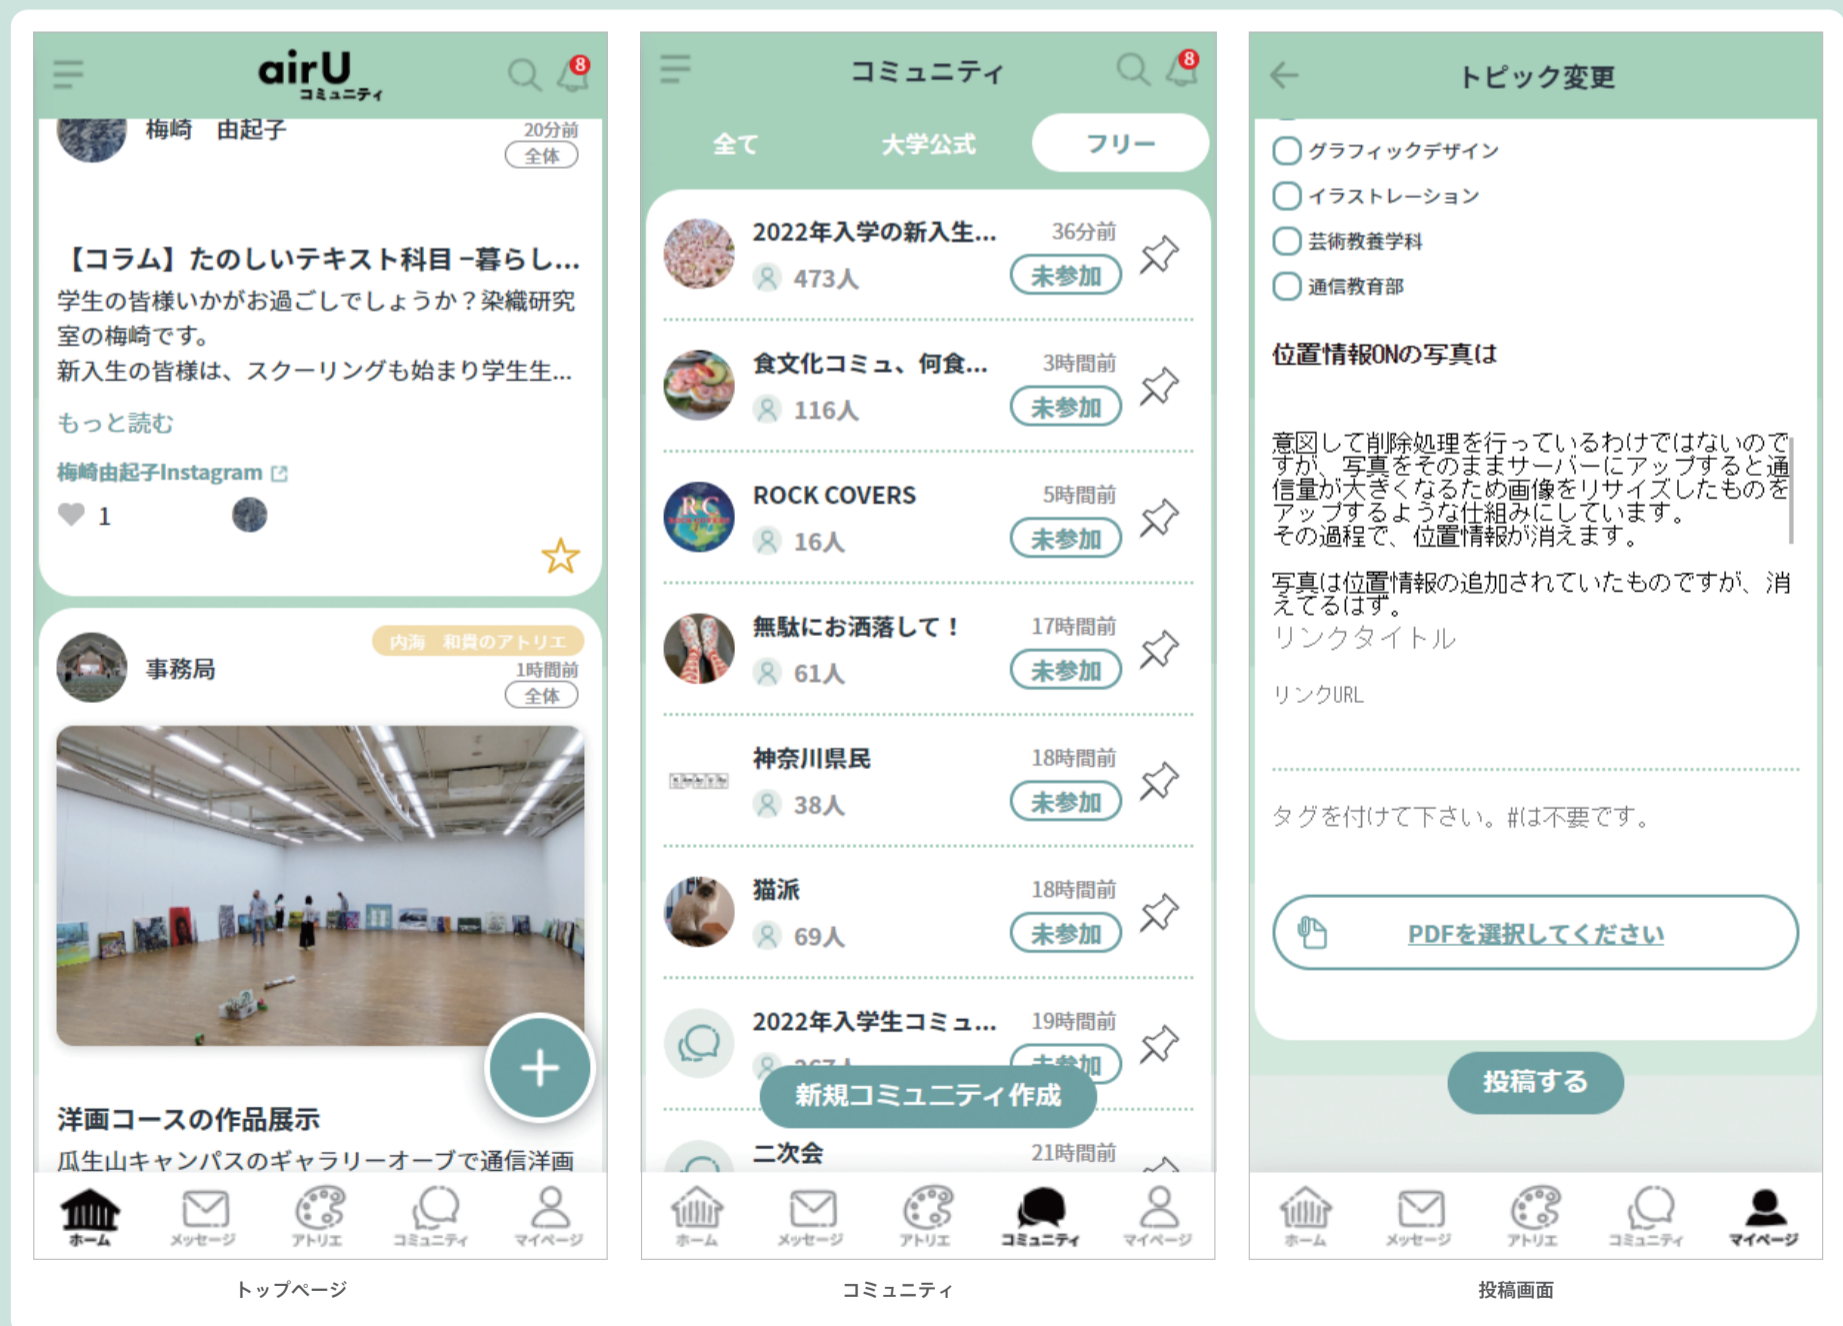 airU
コミュニティ
8
梅崎　由起子
20分前
全体
【コラム】たのしいテキスト科目 –暮らし...
学生の皆様いかがお過ごしでしょうか？染織研究
室の梅崎です。
新入生の皆様は、スクーリングも始まり学生生...
もっと読む
梅崎由起子Instagram
1
内海　和貴のアトリエ
事務局
1時間前
全体
洋画コースの作品展示
瓜生山キャンパスのギャラリーオーブで通信洋画
ホーム
メッセージ
アトリエ
コミュニティ
マイページ
トップページ
コミュニティ
8
全て
大学公式
フリー
2022年入学の新入生...
36分前
473人
未参加
食文化コミュ、何食...
3時間前
116人
未参加
RC
ROCK COVERS
5時間前
16人
未参加
無駄にお洒落して！
17時間前
61人
未参加
神奈川県民
18時間前
38人
未参加
猫派
18時間前
69人
未参加
2022年入学生コミュ...
19時間前
未参加
新規コミュニティ作成
二次会
21時間前
ホーム
メッセージ
アトリエ
コミュニティ
マイページ
コミュニティ
トピック変更
グラフィックデザイン
イラストレーション
芸術教養学科
通信教育部
位置情報ONの写真は
意図して削除処理を行っているわけではないので
すが、写真をそのままサーバーにアップすると通
信量が大きくなるため画像をリサイズしたものを
アップするような仕組みにしています。
その過程で、位置情報が消えます。
写真は位置情報の追加されていたものですが、消
えてるはず。
リンクタイトル
リンクURL
タグを付けて下さい。#は不要です。
PDFを選択してください
投稿する
ホーム
メッセージ
アトリエ
コミュニティ
マイページ
投稿画面